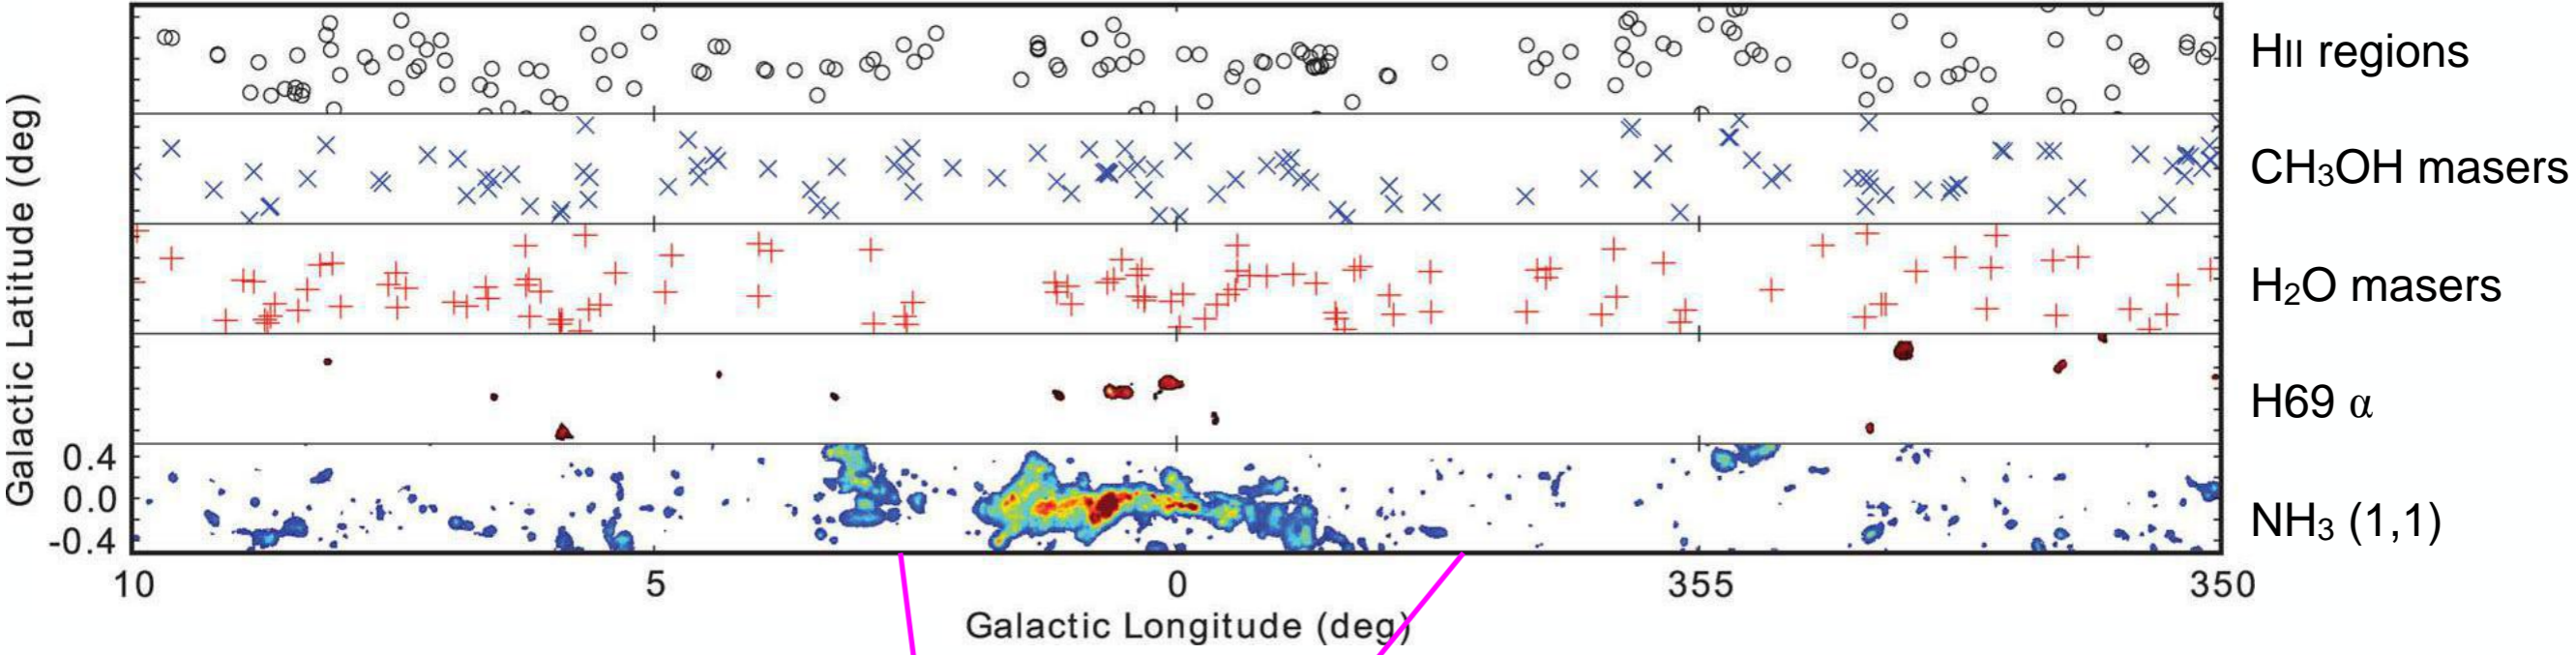 HII regions
CH₃OH masers
H₂O masers
H69 α
NH₃ (1,1)
Galactic Latitude (deg)
0.4
0.0
-0.4
10 5 0 355 350
Galactic Longitude (deg)